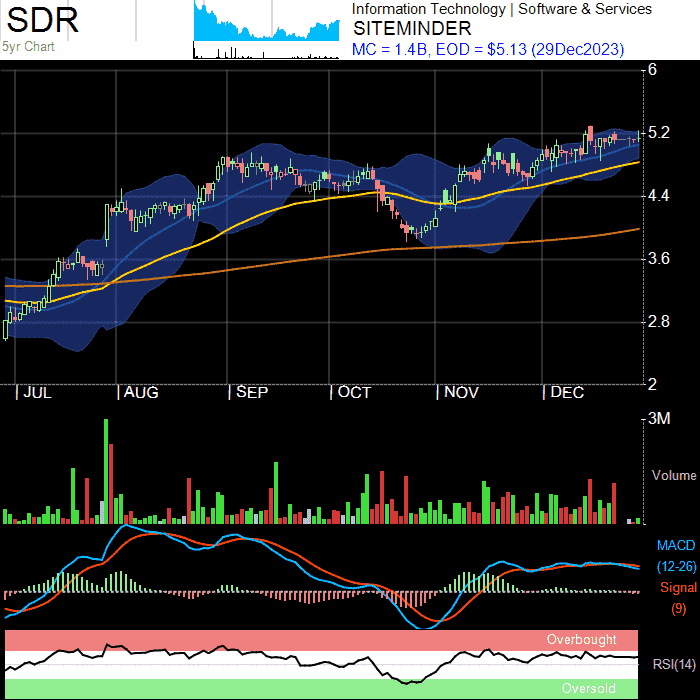 SDR
5yr Chart
Information Technology | Software & Services
SITEMINDER
MC = 1.4B, EOD = $5.13 (29Dec2023)
6
5.2
4.4
3.6
2.8
2
| JUL | AUG | SEP | OCT | NOV | DEC
3M
Volume
MACD
(12-26)
Signal
(9)
Overbought
RSI(14)
Oversold